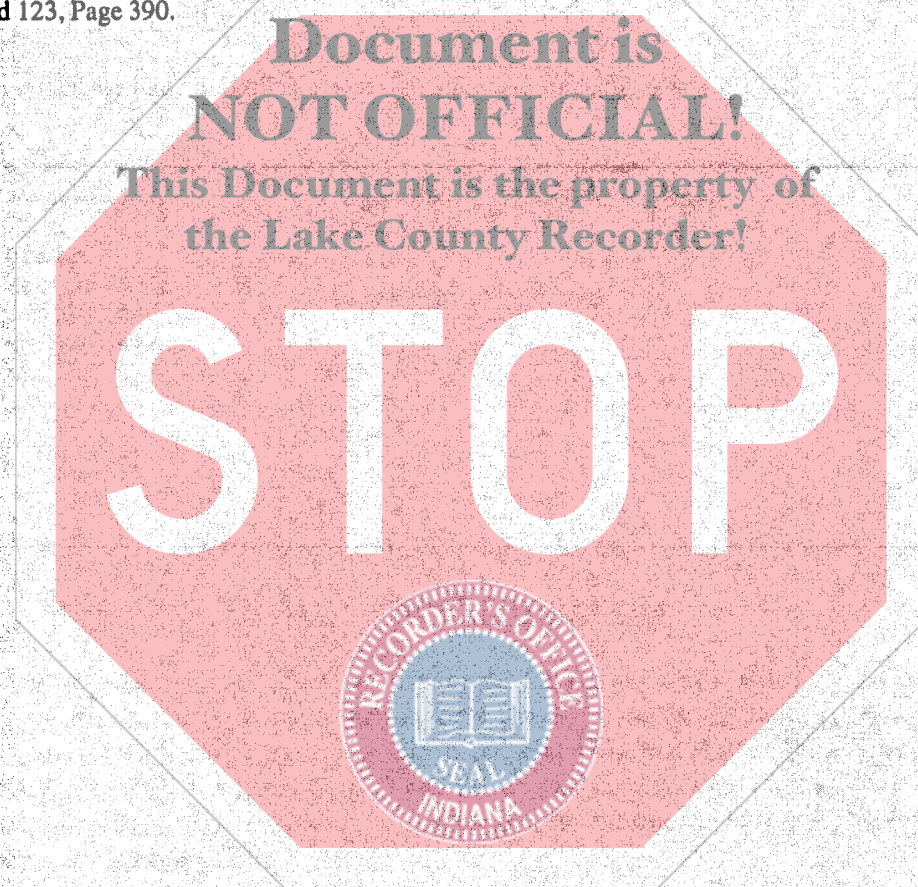 d 123, Page 390.
Document is
NOT OFFICIAL!
This Document is the property of
the Lake County Recorder!
STOP
RECORDER'S OFFICE
SEAL
INDIANA